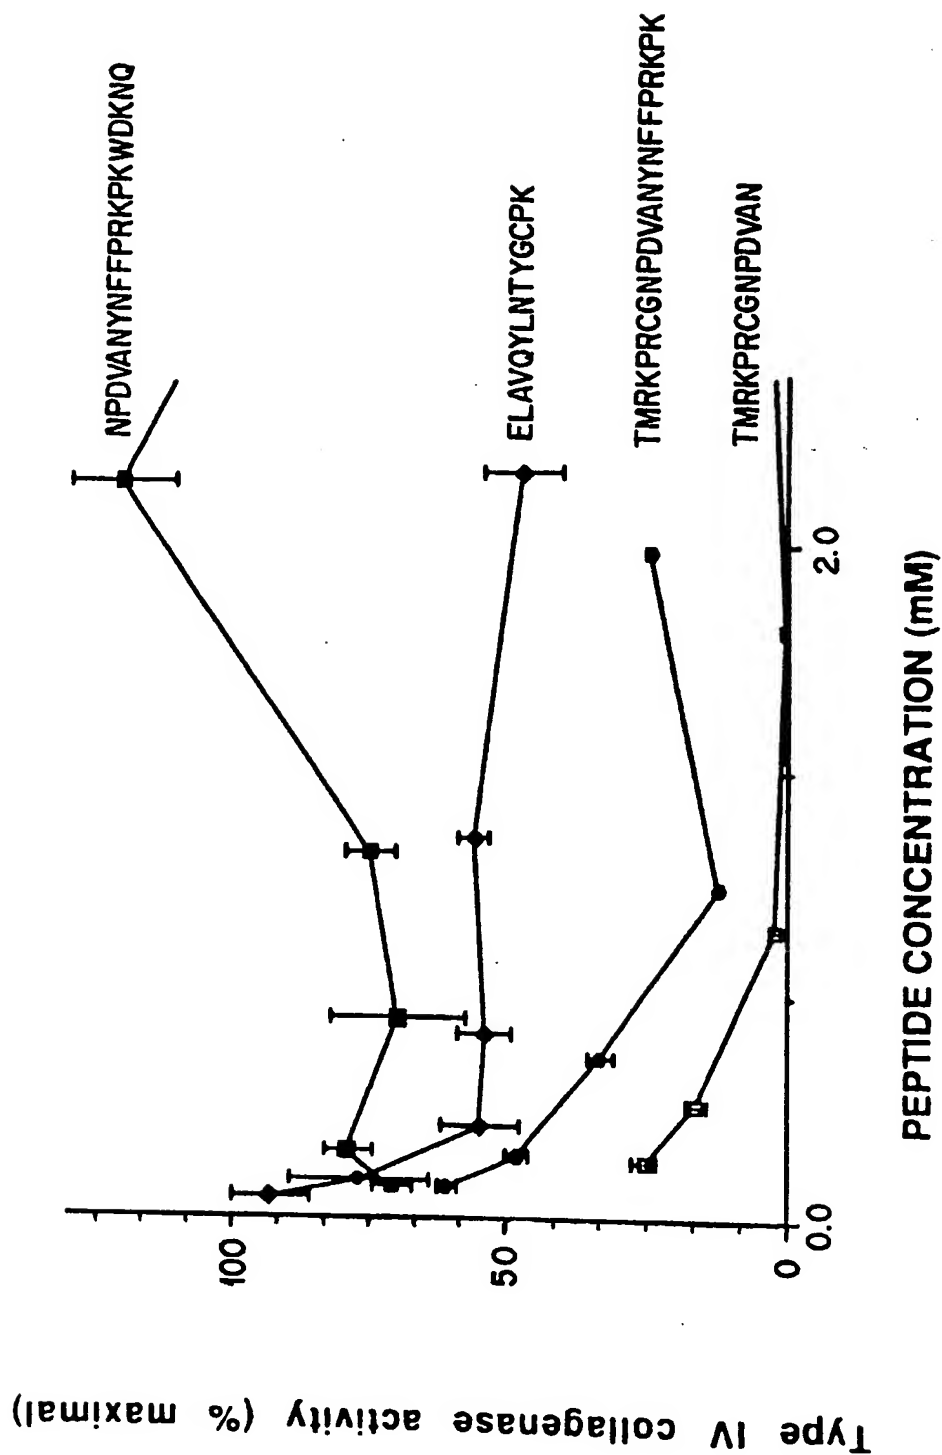 NPDVANYNFFPRKPKWDKNQ
ELAVQYLNTYGCPK
TMRKPRCGNPDVANYNFFPRKPK
TMRKPRCGNPDVAN
Type IV collagenase activity (% maximal)
100
50
0
0.0
2.0
PEPTIDE CONCENTRATION (mM)